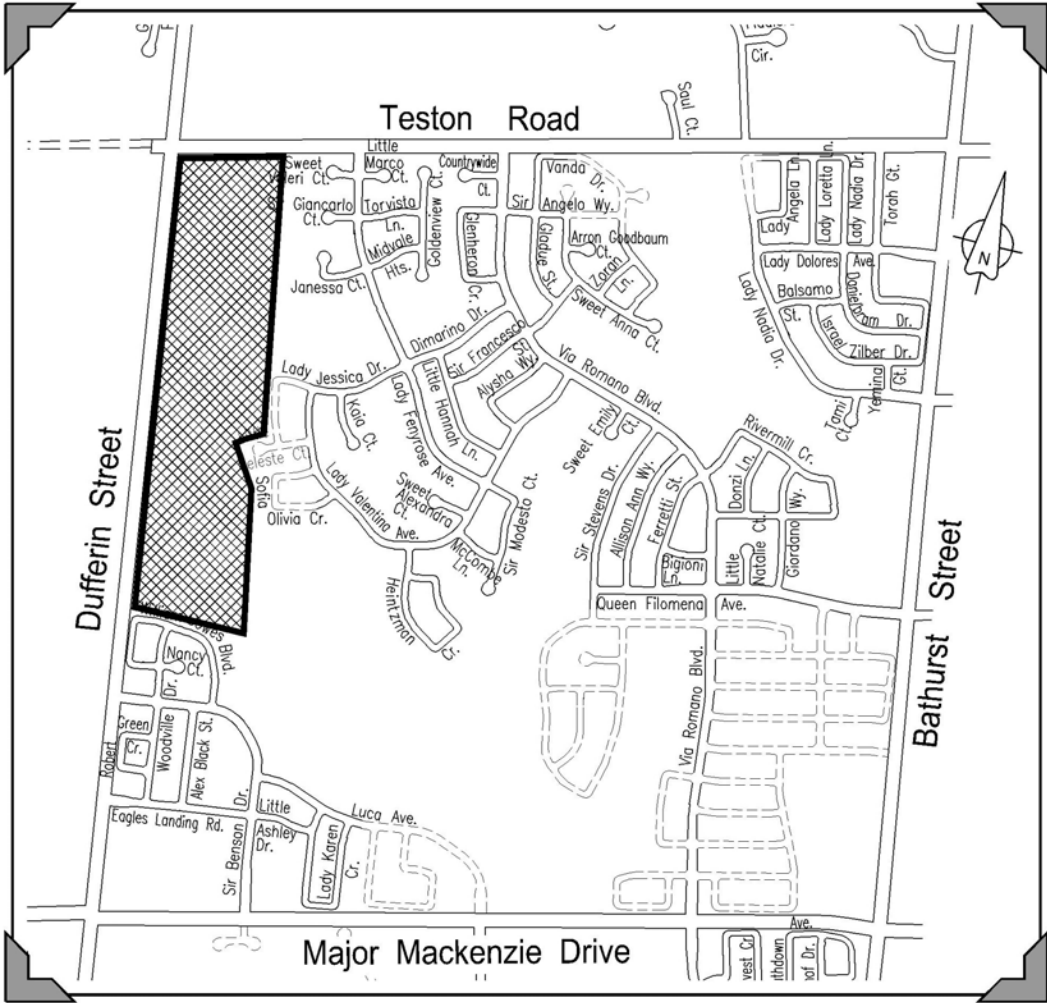 Cir.
Saul Ct.
Teston Road
Little
Marco
Ct.
Sweet
Ct.
Countrywide
Ct.
Vanda Dr.
Giancarlo
Ct.
Torvista
Ln.
Goldenview Ct.
Sir
Angelo Wy.
Midvale
Hts.
Glenheron
Cr.
Gladue St.
Arron Goodbaum
Ct.
Zoran
Ln.
Janessa Ct.
Sweet Anna Ct.
Lady
Angela Ln.
Lady Loretta Ln.
Lady Nadia Dr.
Torah Gt.
Lady Dolores
Ave.
Balsamo
St.
Danielbram Dr.
Israel
Zilber Dr.
Lady Nadia Dr.
Yemina
Gt.
Tami
Ct.
N
Dimarino Dr.
Sir Francesco
St.
Alysha Wy.
Via Romano Blvd.
Lady Jessica Dr.
Kaia Ct.
Lady Fenyrose
Ave.
Little
Hannah
Ln.
Sweet Emily
Ct.
Rivermill Cr.
Donzi Ln.
Giordano
Wy.
Sofia
Olivia Cr.
Lady Valentina
Ave.
Sweet
Alexandra
Ct.
McCombe
Ln.
Sir Modesto Ct.
Sir Stevens Dr.
Allison Ann Wy.
Ferretti St.
Bigioni
Ln.
Little
Natalie Ct.
Heintzman
Queen Filomena
Ave.
Dufferin Street
Bathurst Street
Blvd.
Nancy
Ct.
Dr.
Green
Cr.
Robert
Woodville
Alex Black St.
Dr.
Via Romano Blvd.
Eagles Landing Rd.
Little
Ashley
Dr.
Luca Ave.
Sir Benson
Lady Karen
Cr.
Major Mackenzie Drive
Ave.